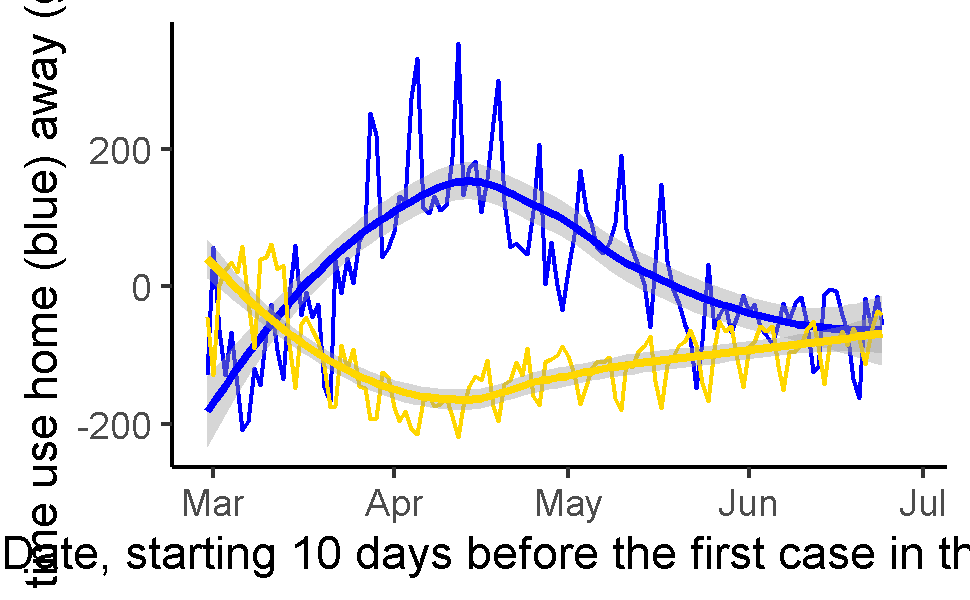 time use home (blue) away (
200
0
-200
Mar Apr May Jun Jul
Date, starting 10 days before the first case in th